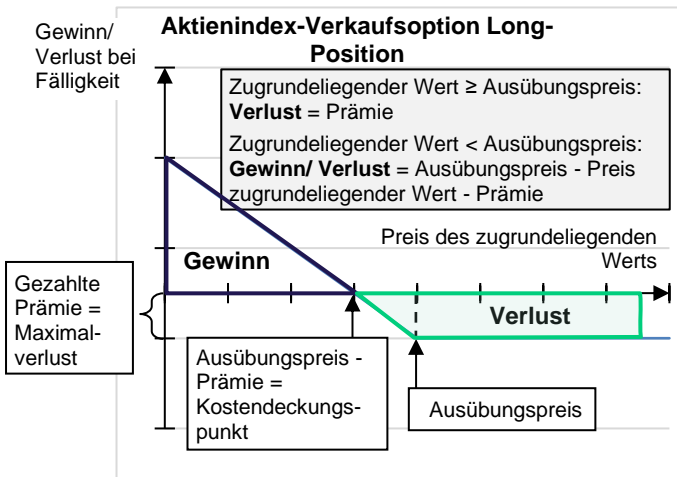 Gewinn/
Verlust bei
Fälligkeit
Aktienindex-Verkaufsoption Long-
Position
Zugrundeliegender Wert ≥ Ausübungspreis:
Verlust = Prämie
Zugrundeliegender Wert < Ausübungspreis:
Gewinn/ Verlust = Ausübungspreis - Preis
zugrundeliegender Wert - Prämie
Preis des zugrundeliegenden
Werts
Gewinn
Gezahlte
Prämie =
Maximal-
verlust
Verlust
Ausübungspreis -
Prämie =
Kostendeckungs-
punkt
Ausübungspreis